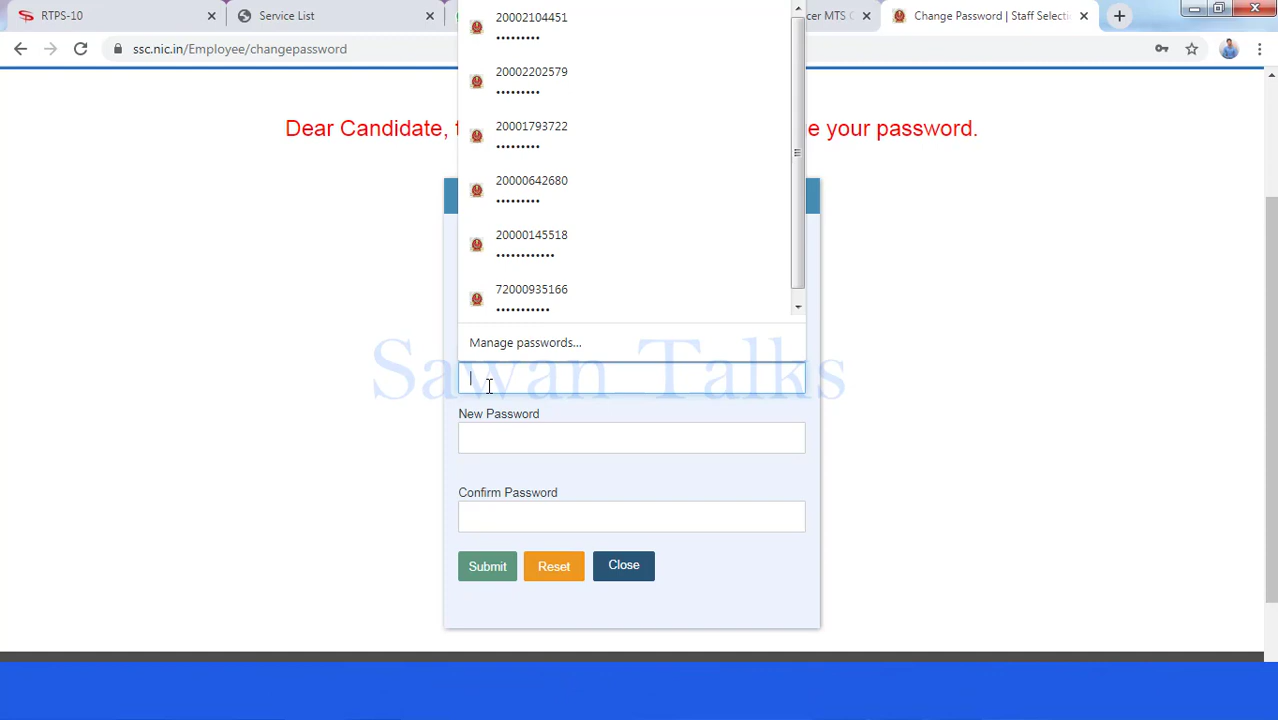 RTPS-10
Service List
cer MTS
Change Password | Staff Selecti
ssc.nic.in/Employee/changepassword
Dear Candidate,
e your password.
20002104451
•••••••••
20002202579
•••••••••
20001793722
•••••••••
20000642680
•••••••••
20000145518
••••••••••••
72000935166
•••••••••••
Manage passwords...
Sawan Talks
New Password
Confirm Password
Submit
Reset
Close